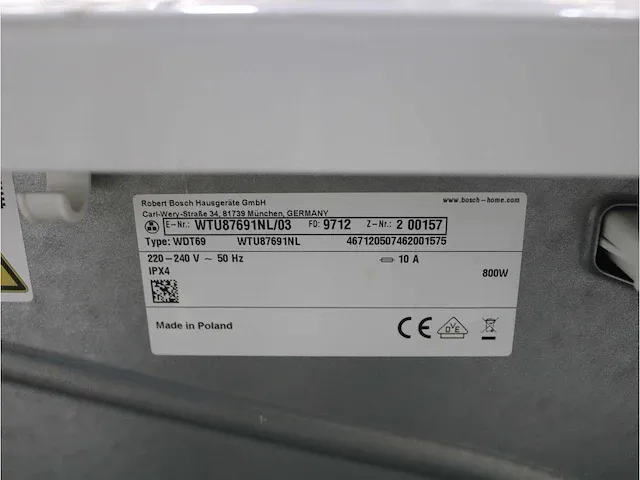 Robert Bosch Hausgeräte GmbH www.bosch-home.com
Carl-Wery-Straße 34, 81739 München, GERMANY
E-Nr.: WTU87691NL/03 FD: 9712 Z-Nr.: 2 00157
Type: WDT69 WTU87691NL 467120507462001575
220-240 V ~ 50 Hz 10 A 800W
IPX4
Made in Poland CE DVE